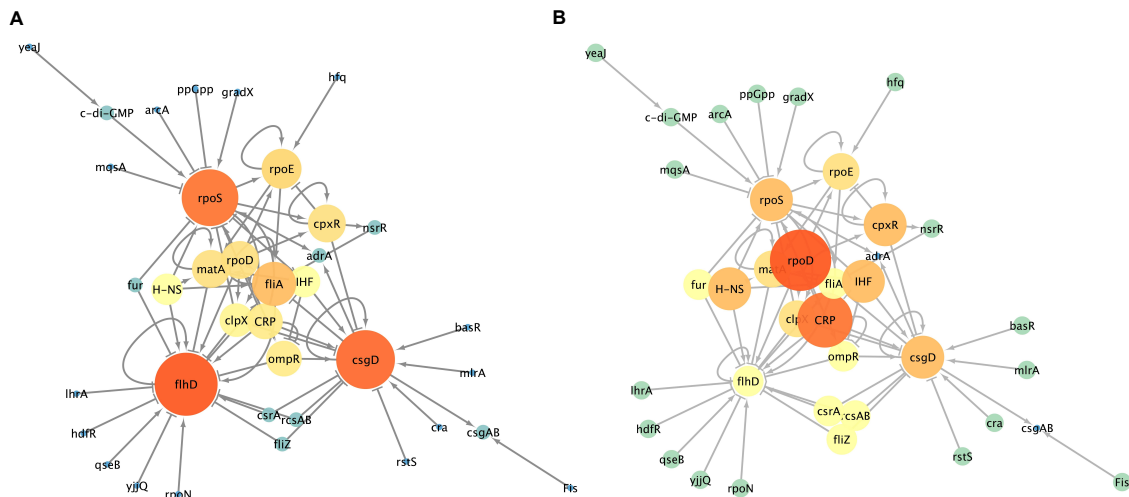 A
yeaJ
hfq
ppGpp
gradX
arcA
c-di-GMP
mqsA
rpoE
rpoS
cpxR
nsrR
adrA
rpoD
matA
fur
H-NS
fliA
IHF
clpX
CRP
basR
ompR
csgD
mlrA
flhD
lhrA
csrA
rcsAB
cra
csgAB
hdfR
fliZ
qseB
rstS
yjjQ
rpoN
Fis
B
yeaJ
hfq
ppGpp
gradX
arcA
c-di-GMP
mqsA
rpoE
rpoS
cpxR
nsrR
adrA
rpoD
matA
fur
H-NS
fliA
IHF
clpX
CRP
basR
ompR
csgD
mlrA
flhD
lhrA
csrA
rcsAB
cra
csgAB
hdfR
fliZ
qseB
rstS
yjjQ
rpoN
Fis